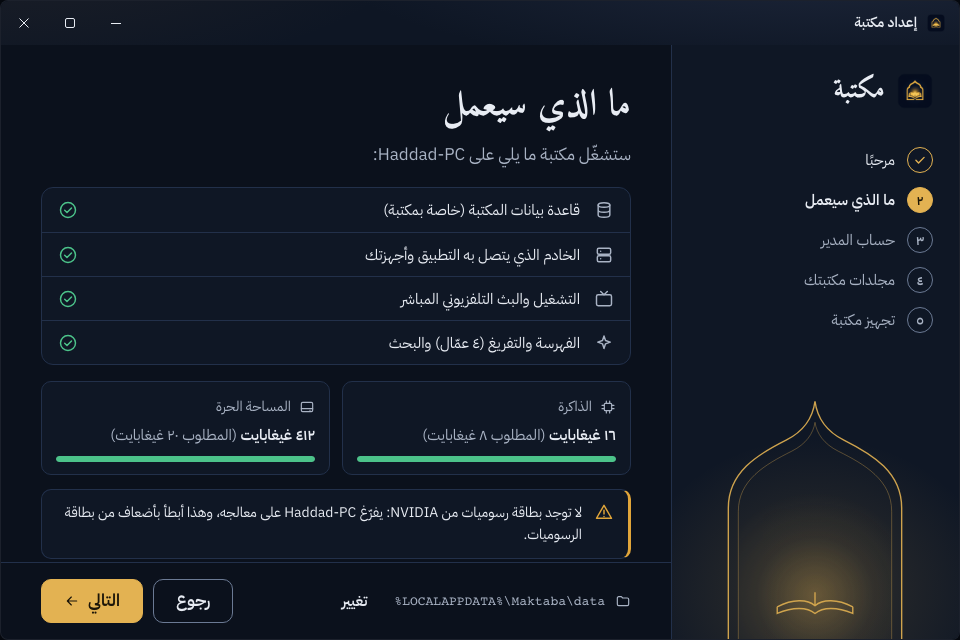 إعداد مكتبة
مكتبة
مرحبًا
٢ ما الذي سيعمل
٣ حساب المدير
٤ مجلدات مكتبتك
٥ تجهيز مكتبة
ما الذي سيعمل
ستشغّل مكتبة ما يلي على Haddad-PC:
قاعدة بيانات المكتبة (خاصة بمكتبة)
الخادم الذي يتصل به التطبيق وأجهزتك
التشغيل والبث التلفزيوني المباشر
الفهرسة والتفريغ (٤ عمّال) والبحث
الذاكرة
١٦ غيغابايت (المطلوب ٨ غيغابايت)
المساحة الحرة
٤١٢ غيغابايت (المطلوب ٢٠ غيغابايت)
لا توجد بطاقة رسوميات من NVIDIA: يفرّغ Haddad-PC على معالجه، وهذا أبطأ بأضعاف من بطاقة
الرسوميات.
%LOCALAPPDATA%\Maktaba\data
تغيير
رجوع
التالي